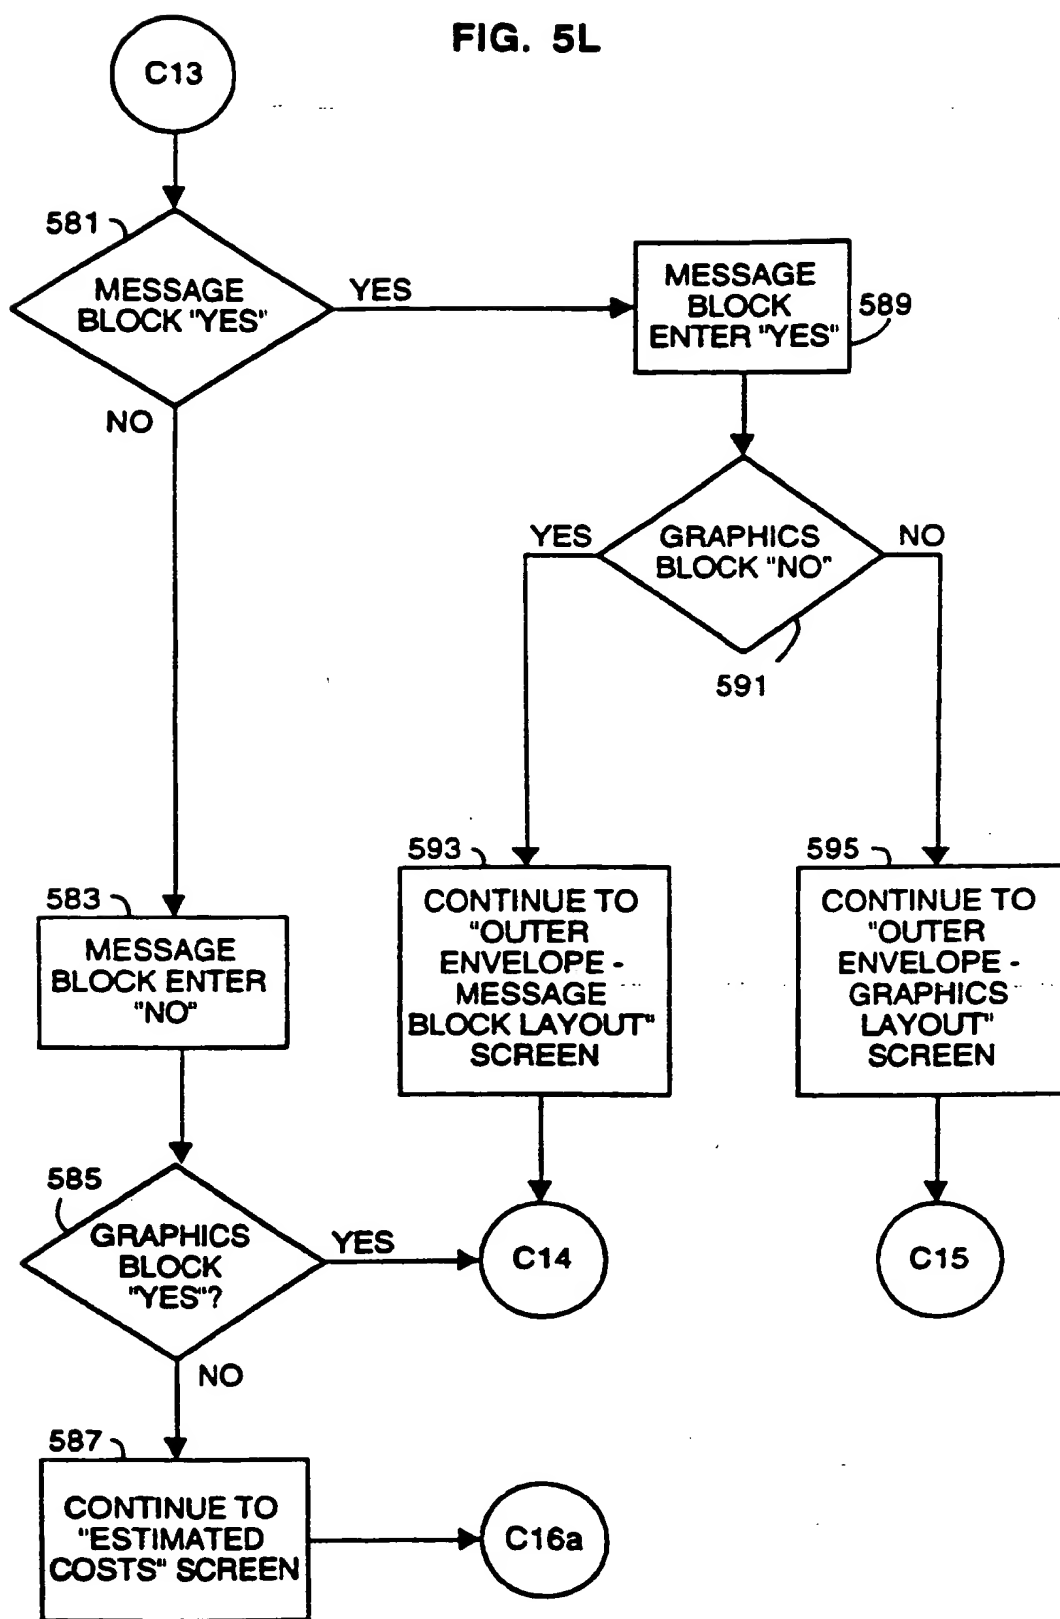 FIG. 5L
C13
581
MESSAGE
BLOCK "YES"
YES
NO
MESSAGE
BLOCK
ENTER "YES"
589
YES
GRAPHICS
BLOCK "NO"
NO
591
593
CONTINUE TO
"OUTER
ENVELOPE -
MESSAGE
BLOCK LAYOUT"
SCREEN
595
CONTINUE TO
"OUTER
ENVELOPE -
GRAPHICS
LAYOUT"
SCREEN
583
MESSAGE
BLOCK ENTER
"NO"
585
GRAPHICS
BLOCK
"YES"?
YES
C14
C15
NO
587
CONTINUE TO
"ESTIMATED
COSTS" SCREEN
C16a